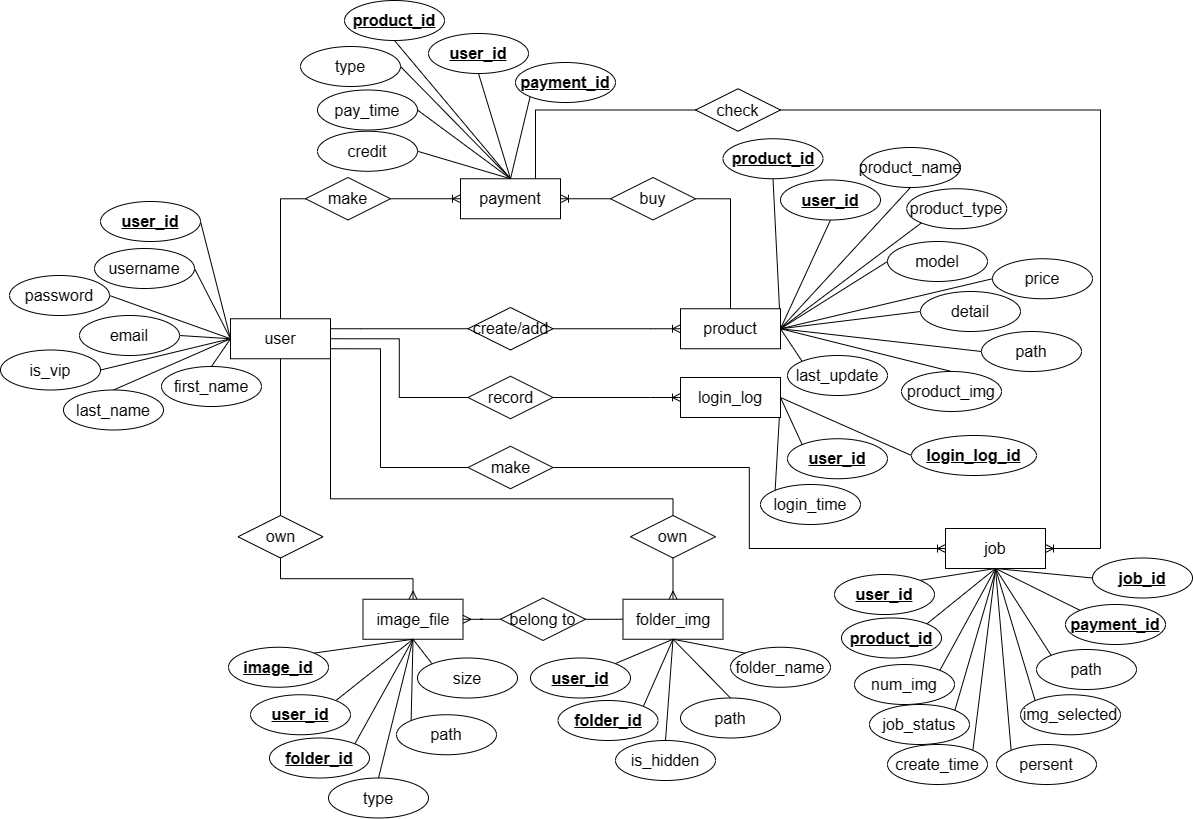 product_id
user_id
type
payment_id
pay_time
check
credit
product_id
product_name
make
payment
buy
user_id
product_type
user_id
username
model
password
price
detail
email
user
create/add
product
path
is_vip
first_name
last_update
product_img
last_name
record
login_log
user_id
login_log_id
make
login_time
own
own
job
job_id
user_id
image_file
belong to
folder_img
payment_id
product_id
image_id
size
user_id
folder_name
path
num_img
user_id
folder_id
path
img_selected
job_status
path
folder_id
is_hidden
create_time
persent
type